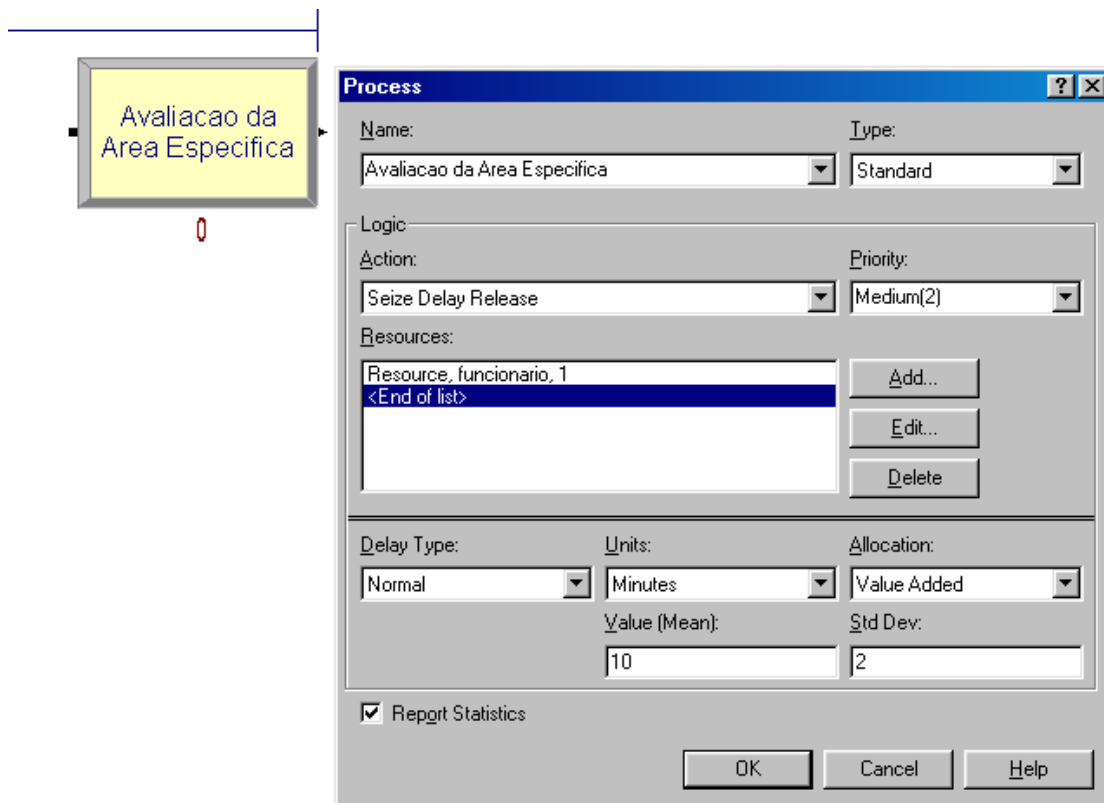 Avaliacao da
Area Especifica
0
Process
Name:
Type:
Avaliacao da Area Especifica
Standard
Logic
Action:
Priority:
Seize Delay Release
Medium(2)
Resources:
Resource, funcionario, 1
<End of list>
Add...
Edit...
Delete
Delay Type:
Units:
Allocation:
Normal
Minutes
Value Added
Value (Mean):
Std Dev:
10
2
Report Statistics
OK
Cancel
Help